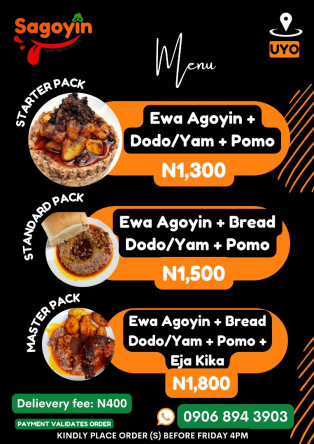 Sagoyin
UYO
Menu
STARTER PACK
Ewa Agoyin +
Dodo/Yam + Pomo
N1,300
STANDARD PACK
Ewa Agoyin + Bread
Dodo/Yam + Pomo
N1,500
MASTER PACK
Ewa Agoyin + Bread
Dodo/Yam + Pomo +
Eja Kika
N1,800
Delievery fee: N400
PAYMENT VALIDATES ORDER
0906 894 3903
KINDLY PLACE ORDER (S) BEFORE FRIDAY 4PM